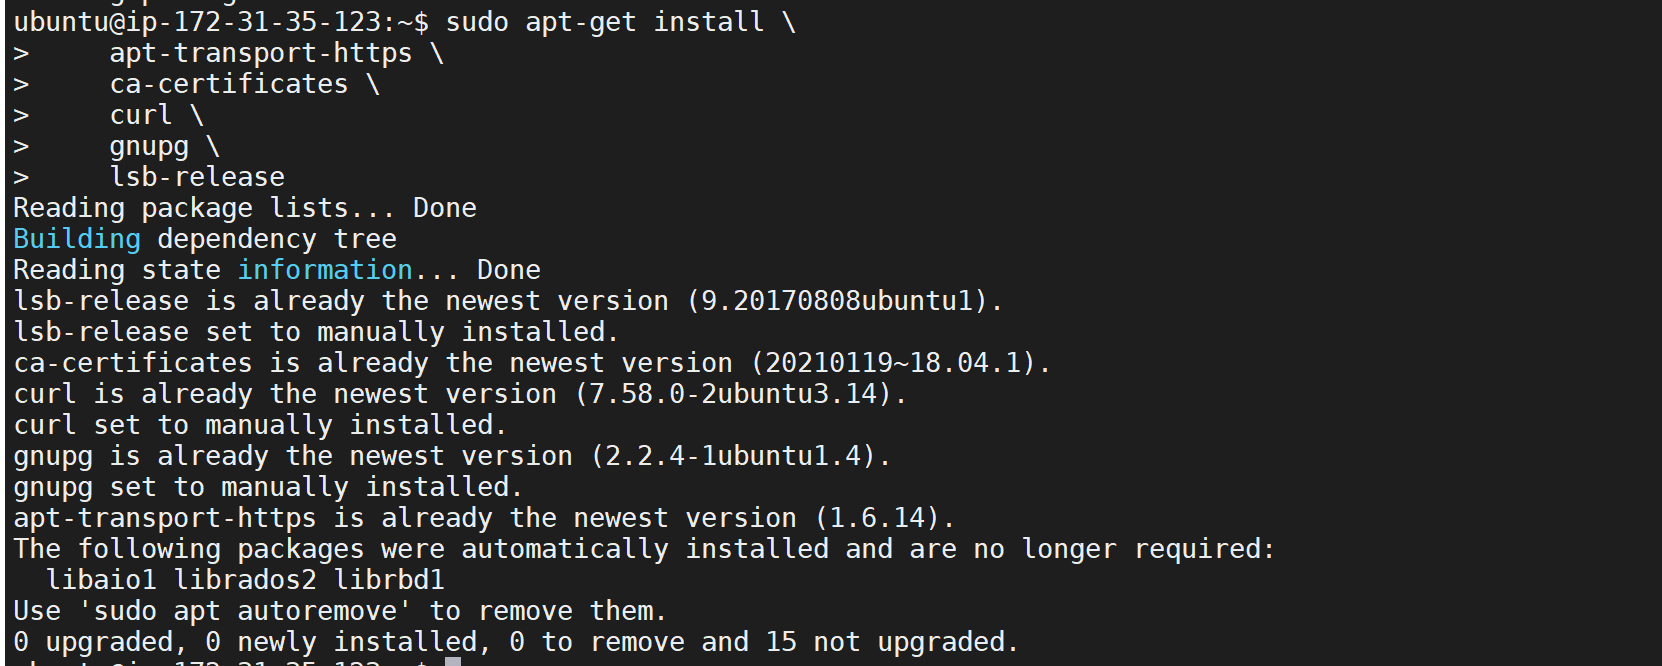 ubuntu@ip-172-31-35-123:~$ sudo apt-get install \
>     apt-transport-https \
>     ca-certificates \
>     curl \
>     gnupg \
>     lsb-release
Reading package lists... Done
Building dependency tree
Reading state information... Done
lsb-release is already the newest version (9.20170808ubuntu1).
lsb-release set to manually installed.
ca-certificates is already the newest version (20210119~18.04.1).
curl is already the newest version (7.58.0-2ubuntu3.14).
curl set to manually installed.
gnupg is already the newest version (2.2.4-1ubuntu1.4).
gnupg set to manually installed.
apt-transport-https is already the newest version (1.6.14).
The following packages were automatically installed and are no longer required:
  libaio1 librados2 librbd1
Use 'sudo apt autoremove' to remove them.
0 upgraded, 0 newly installed, 0 to remove and 15 not upgraded.
ubuntu@ip-172-31-35-123:~$